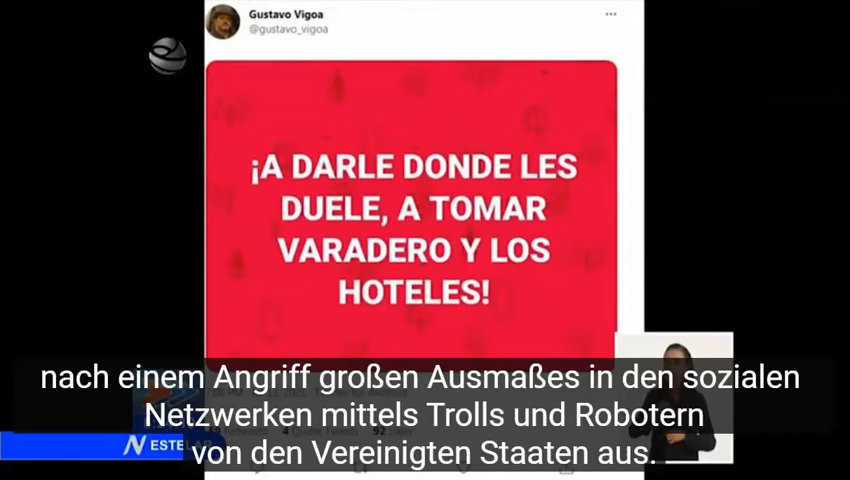 Gustavo Vigoa
@gustavo_vigoa
¡A DARLE DONDE LES
DUELE, A TOMAR
VARADERO Y LOS
HOTELES!
nach einem Angriff großen Ausmaßes in den sozialen
Netzwerken mittels Trolls und Robotern
von den Vereinigten Staaten aus.